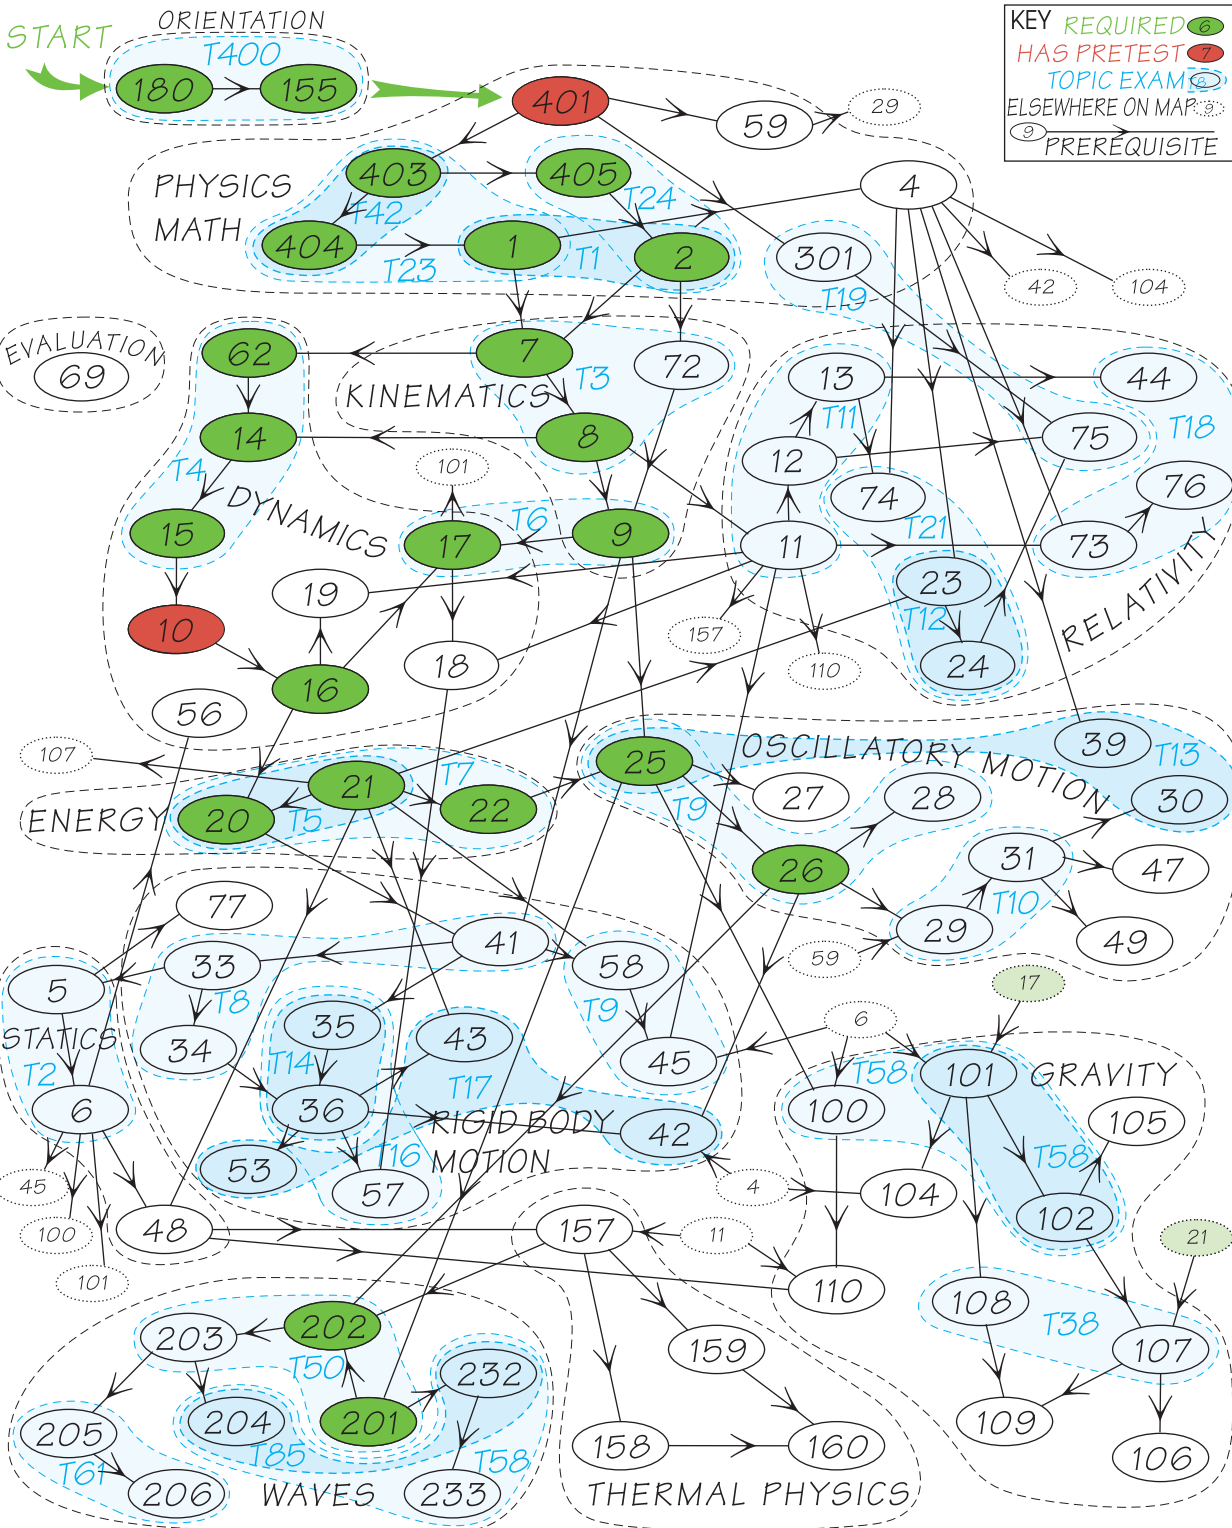 ORIENTATION
START
T400
180
155
KEY
REQUIRED
6
HAS PRETEST
7
TOPIC EXAM
8
ELSEWHERE ON MAP
9
9
PREREQUISITE
401
59
29
PHYSICS
MATH
403
405
4
T42
T24
404
1
T1
2
T23
301
T19
42
104
EVALUATION
69
62
7
T3
72
KINEMATICS
13
44
T11
T18
14
8
75
101
12
T4
74
76
DYNAMICS
15
17
T6
9
T21
11
73
RELATIVITY
19
23
10
T12
157
18
24
110
16
56
107
25
OSCILLATORY MOTION
39
T13
21
T7
ENERGY
20
T5
22
T9
27
28
30
26
31
47
77
T10
29
49
41
59
5
33
58
17
T8
T9
STATICS
35
43
6
34
T14
45
T58
101
GRAVITY
T2
T17
6
36
100
105
RIGID BODY
MOTION
42
T58
53
T16
57
45
4
104
102
100
48
157
11
21
101
110
108
T38
203
202
159
107
T50
232
205
204
201
109
158
160
106
T85
T58
T61
206
WAVES
233
THERMAL PHYSICS